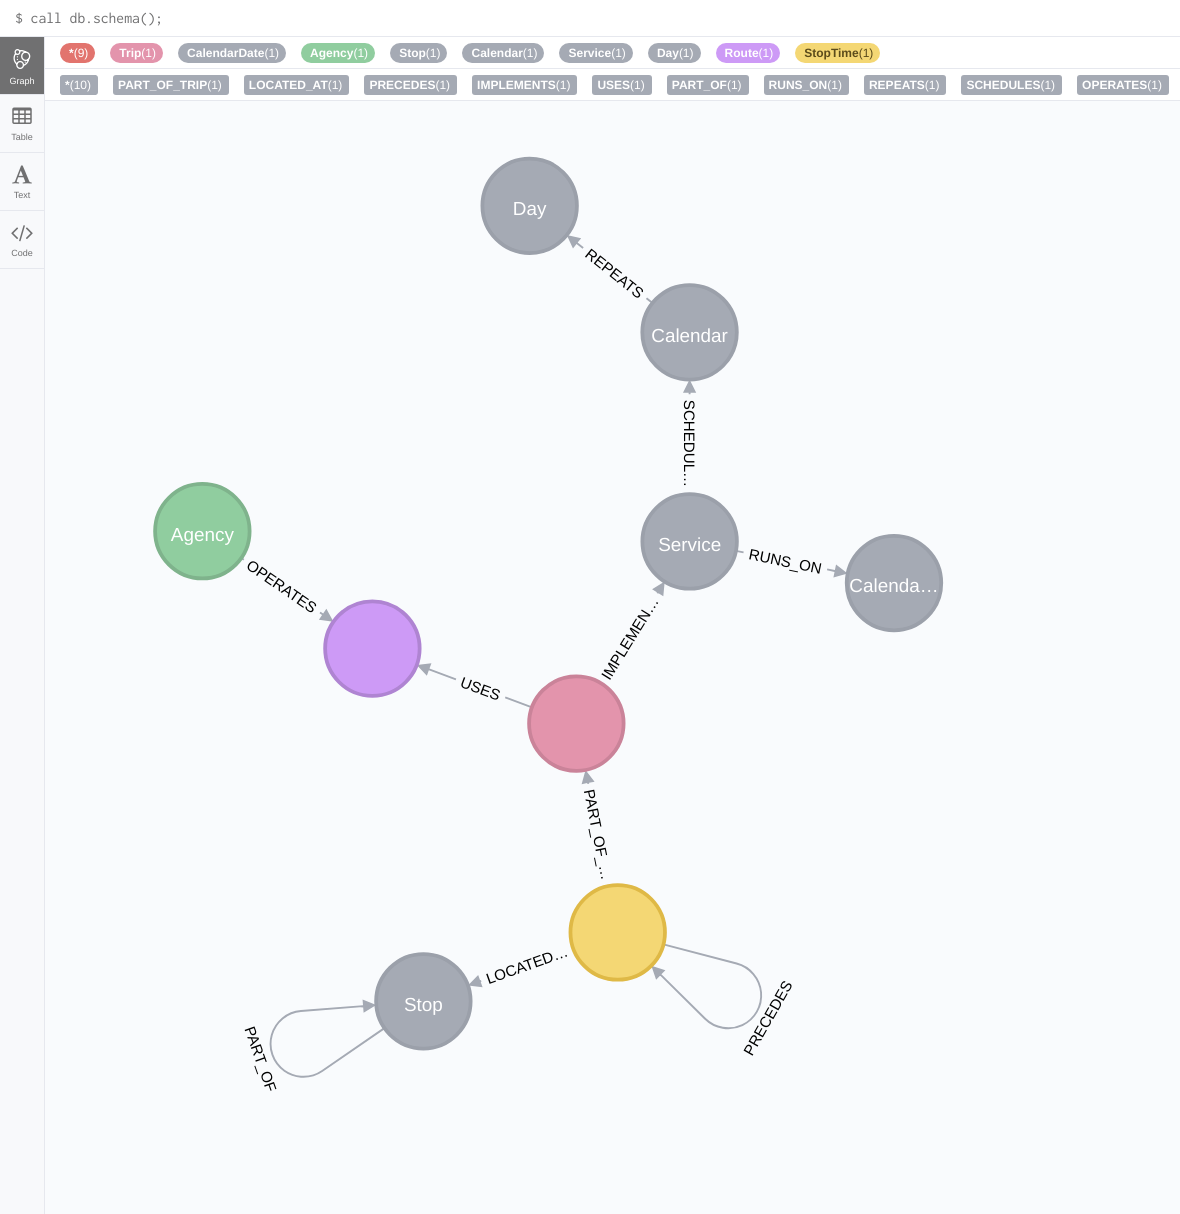 $ call db.schema();
Graph
Table
Text
Code
*(9) Trip(1) CalendarDate(1) Agency(1) Stop(1) Calendar(1) Service(1) Day(1) Route(1) StopTime(1)
*(10) PART_OF_TRIP(1) LOCATED_AT(1) PRECEDES(1) IMPLEMENTS(1) USES(1) PART_OF(1) RUNS_ON(1) REPEATS(1) SCHEDULES(1) OPERATES(1)
Day
REPEATS
Calendar
SCHEDUL…
Agency
Service
RUNS_ON
Calenda…
OPERATES
IMPLEMEN…
USES
PART_OF_…
LOCATED…
Stop
PRECEDES
PART_OF